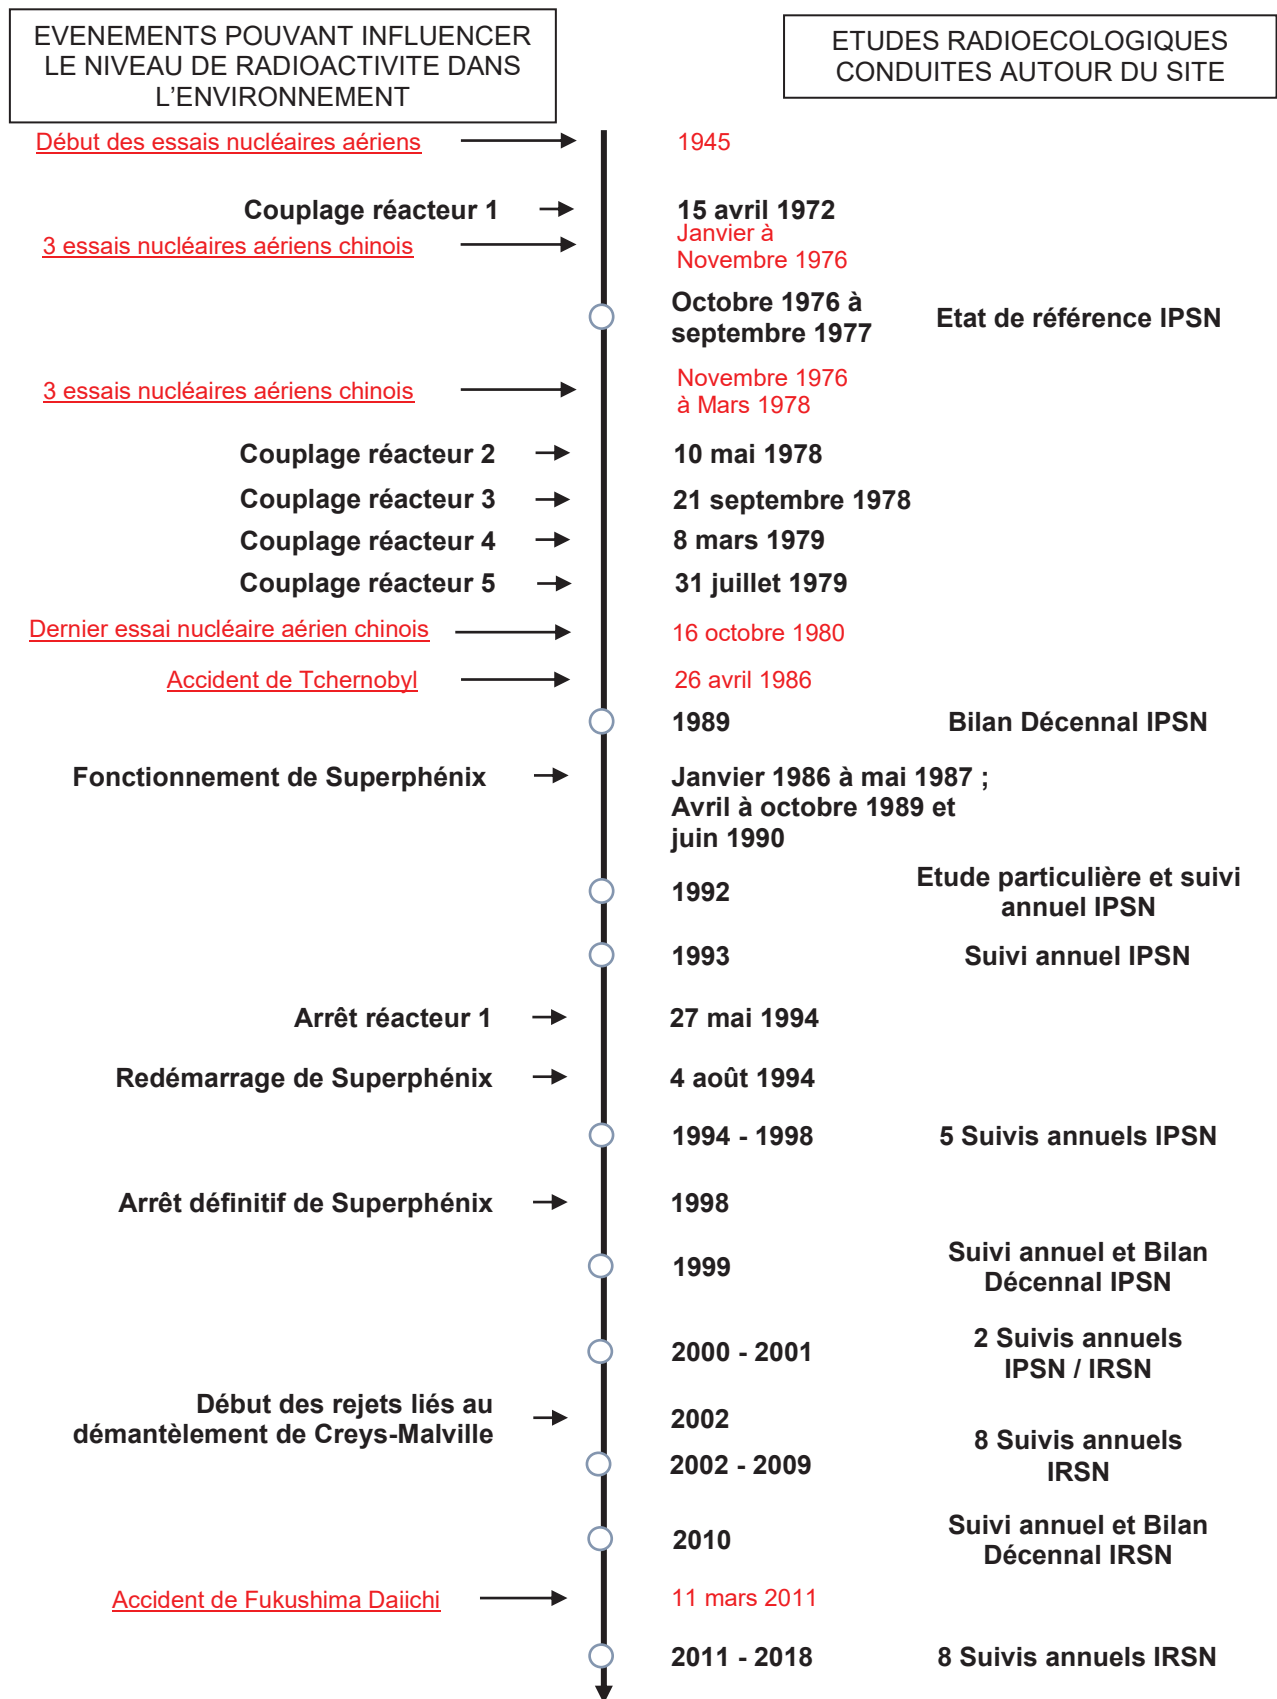 EVENEMENTS POUVANT INFLUENCER
LE NIVEAU DE RADIOACTIVITE DANS
L'ENVIRONNEMENT
ETUDES RADIOECOLOGIQUES
CONDUITES AUTOUR DU SITE
Début des essais nucléaires aériens
1945
Couplage réacteur 1
15 avril 1972
3 essais nucléaires aériens chinois
Janvier à
Novembre 1976
Octobre 1976 à
septembre 1977
Etat de référence IPSN
3 essais nucléaires aériens chinois
Novembre 1976
à Mars 1978
Couplage réacteur 2
10 mai 1978
Couplage réacteur 3
21 septembre 1978
Couplage réacteur 4
8 mars 1979
Couplage réacteur 5
31 juillet 1979
Dernier essai nucléaire aérien chinois
16 octobre 1980
Accident de Tchernobyl
26 avril 1986
1989
Bilan Décennal IPSN
Fonctionnement de Superphénix
Janvier 1986 à mai 1987 ;
Avril à octobre 1989 et
juin 1990
1992
Etude particulière et suivi
annuel IPSN
1993
Suivi annuel IPSN
Arrêt réacteur 1
27 mai 1994
Redémarrage de Superphénix
4 août 1994
1994 - 1998
5 Suivis annuels IPSN
Arrêt définitif de Superphénix
1998
1999
Suivi annuel et Bilan
Décennal IPSN
2000 - 2001
2 Suivis annuels
IPSN / IRSN
Début des rejets liés au
démantèlement de Creys-Malville
2002
2002 - 2009
8 Suivis annuels
IRSN
2010
Suivi annuel et Bilan
Décennal IRSN
Accident de Fukushima Daiichi
11 mars 2011
2011 - 2018
8 Suivis annuels IRSN